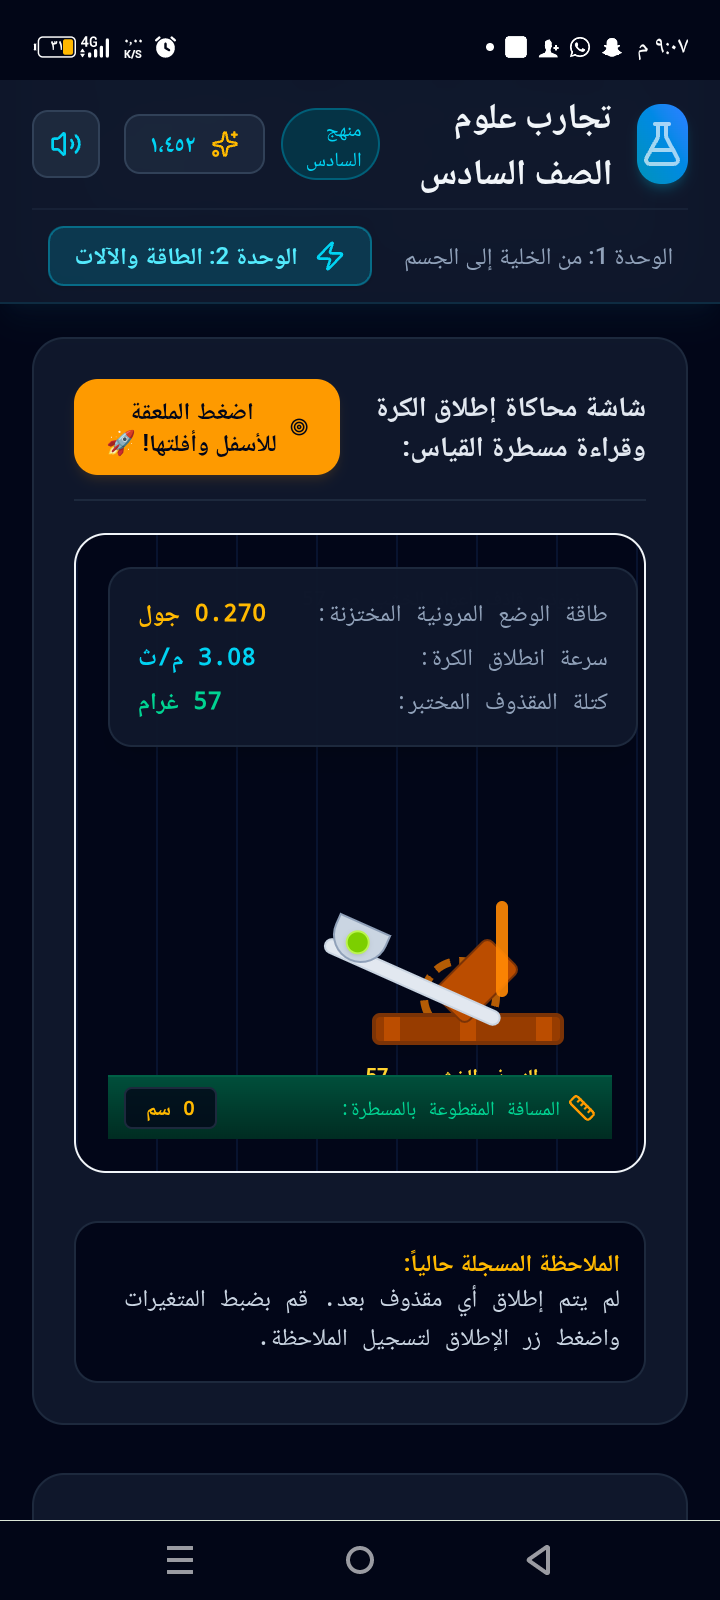 ٩:٠٧ م
4G
٣١
K/S
تجارب علوم
الصف السادس
منهج
السادس
١،٤٥٢
الوحدة 1: من الخلية إلى الجسم
الوحدة 2: الطاقة والآلات
شاشة محاكاة إطلاق الكرة
وقراءة مسطرة القياس:
اضغط الملعقة
للأسفل وأفلتها! 🚀
طاقة الوضع المرونية المختزنة: 0.270 جول
سرعة انطلاق الكرة: 3.08 م/ث
كتلة المقذوف المختبر: 57 غرام
57
المسافة المقطوعة بالمسطرة: 0 سم
الملاحظة المسجلة حالياً:
لم يتم إطلاق أي مقذوف بعد. قم بضبط المتغيرات
واضغط زر الإطلاق لتسجيل الملاحظة.